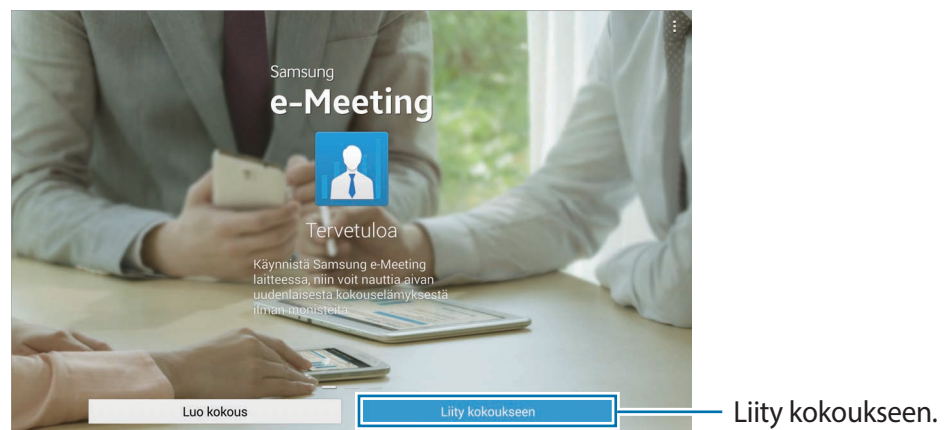 Samsung
e-Meeting
Tervetuloa
Käynnistä Samsung e-Meeting
laitteessa, niin voit nauttia aivan
uudenlaisesta kokouselämyksestä
ilman monisteita.
Luo kokous
Liity kokoukseen
Liity kokoukseen.